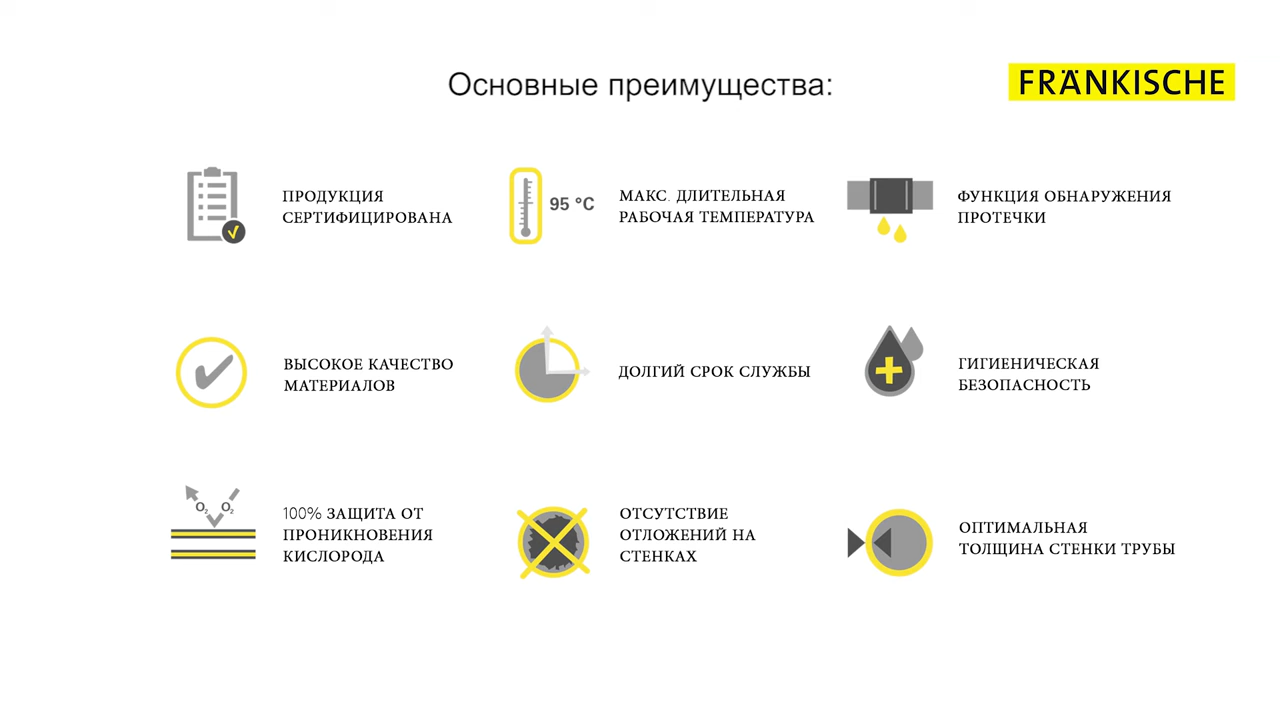 Основные преимущества:
FRÄNKISCHE
ПРОДУКЦИЯ
СЕРТИФИЦИРОВАНА
95 °C
МАКС. ДЛИТЕЛЬНАЯ
РАБОЧАЯ ТЕМПЕРАТУРА
ФУНКЦИЯ ОБНАРУЖЕНИЯ
ПРОТЕЧКИ
ВЫСОКОЕ КАЧЕСТВО
МАТЕРИАЛОВ
ДОЛГИЙ СРОК СЛУЖБЫ
ГИГИЕНИЧЕСКАЯ
БЕЗОПАСНОСТЬ
O₂ O₂
100% ЗАЩИТА ОТ
ПРОНИКНОВЕНИЯ
КИСЛОРОДА
ОТСУТСТВИЕ
ОТЛОЖЕНИЙ НА
СТЕНКАХ
ОПТИМАЛЬНАЯ
ТОЛЩИНА СТЕНКИ ТРУБЫ